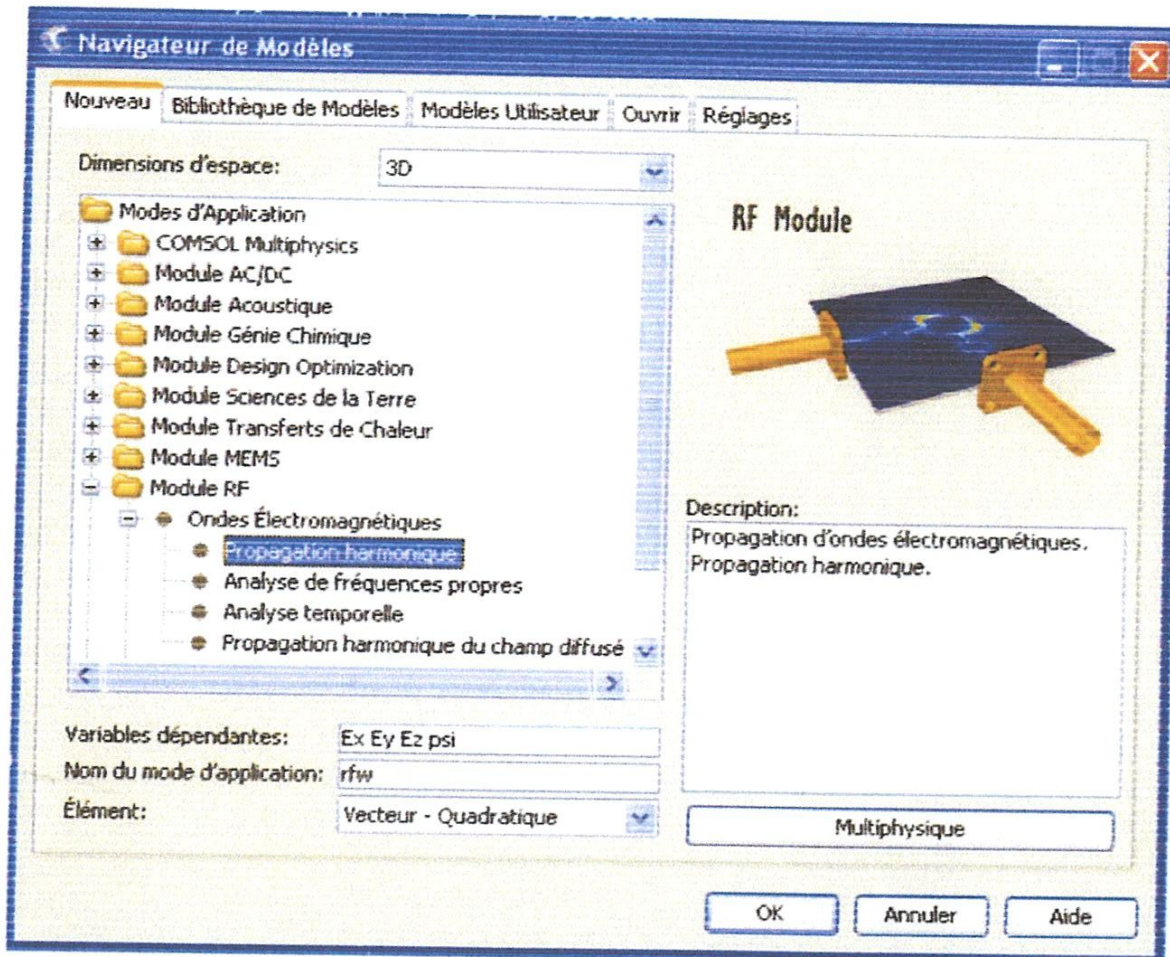 Navigateur de Modèles
Nouveau Bibliothèque de Modèles Modèles Utilisateur Ouvrir Réglages
Dimensions d'espace: 3D
Modes d'Application
COMSOL Multiphysics
Module AC/DC
Module Acoustique
Module Génie Chimique
Module Design Optimization
Module Sciences de la Terre
Module Transferts de Chaleur
Module MEMS
Module RF
Ondes Électromagnétiques
Propagation harmonique
Analyse de fréquences propres
Analyse temporelle
Propagation harmonique du champ diffusé
RF Module
Description:
Propagation d'ondes électromagnétiques.
Propagation harmonique.
Variables dépendantes: Ex Ey Ez psi
Nom du mode d'application: rfw
Élément: Vecteur - Quadratique
Multiphysique
OK Annuler Aide